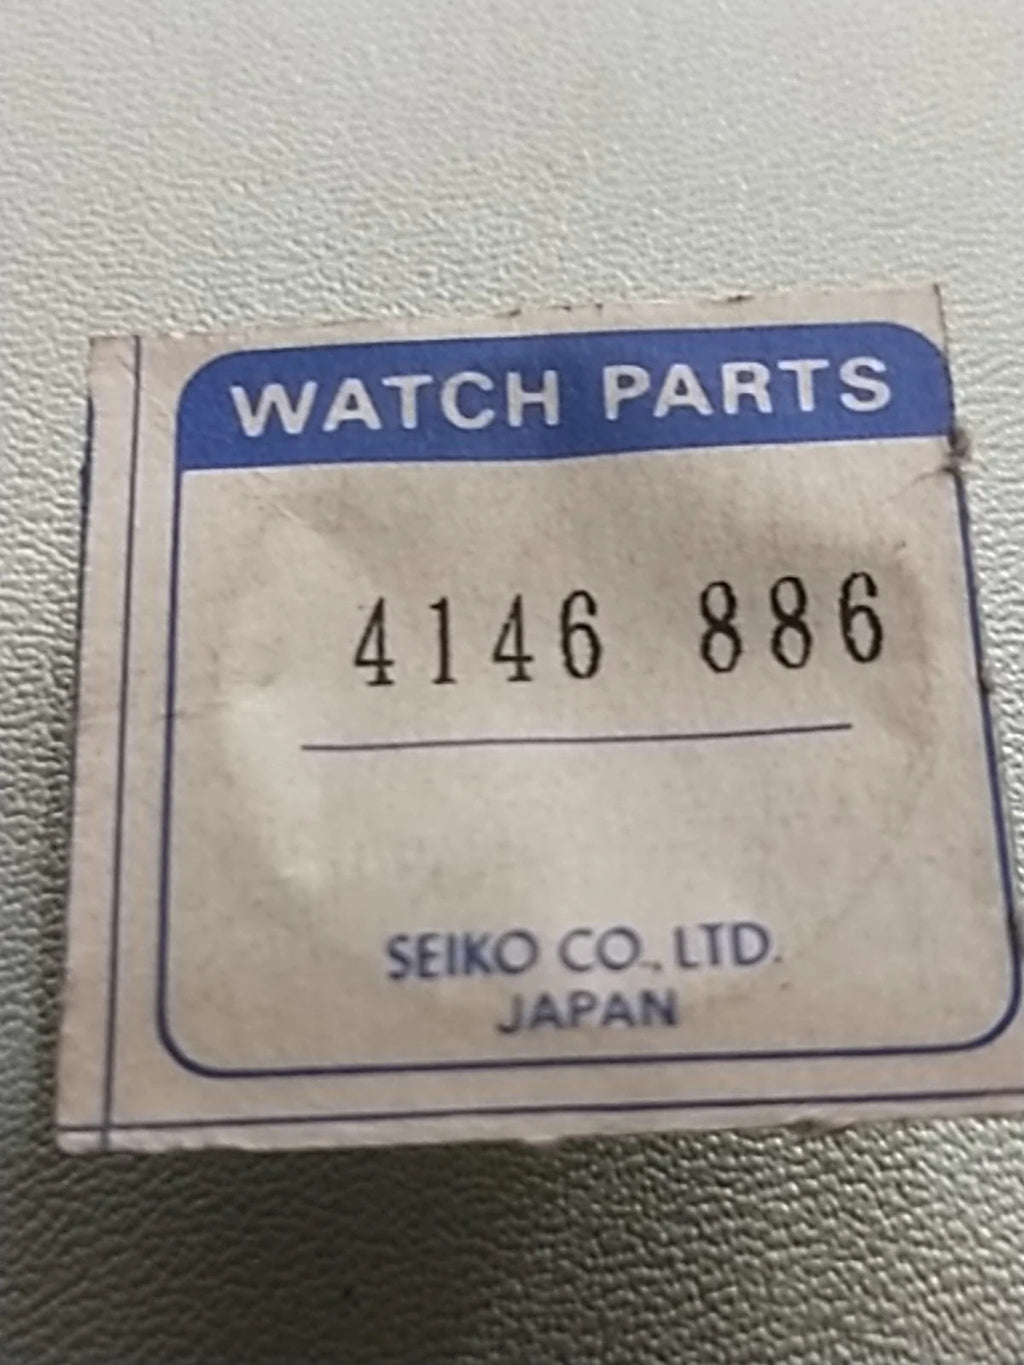 WATCH PARTS
4146 886
SEIKO CO., LTD.
JAPAN